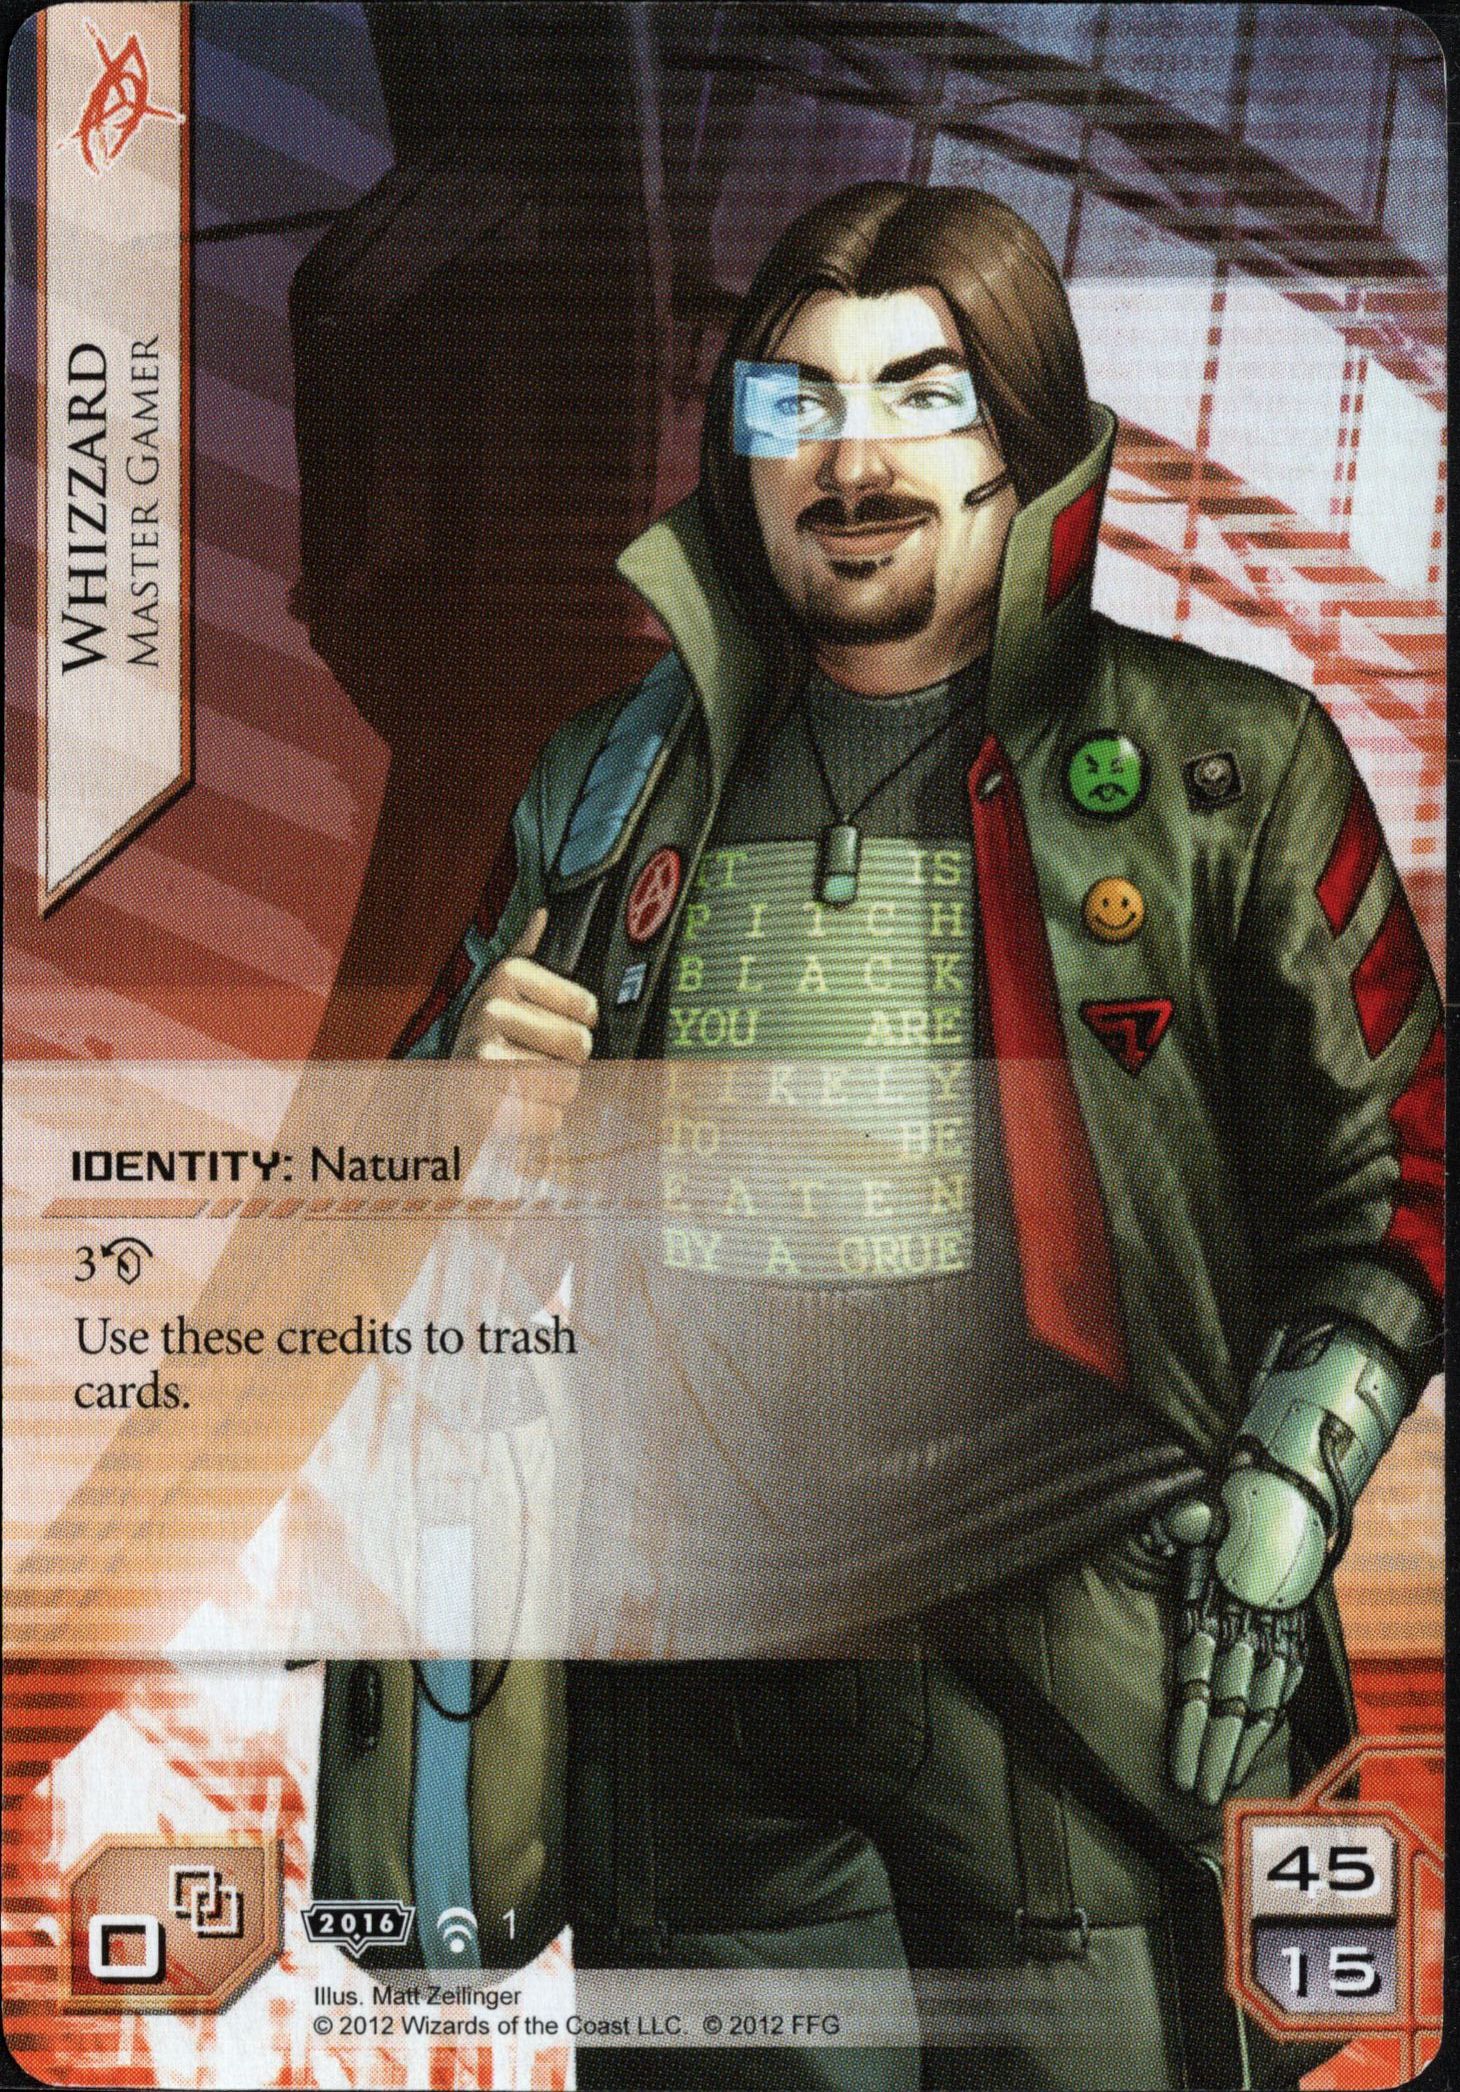 WHIZZARD
MASTER GAMER
IT IS
PITCH
BLACK
YOU ARE
LIKELY
TO BE
EATEN
BY A GRUE
IDENTITY: Natural
3
Use these credits to trash
cards.
45
15
0
2016 1
Illus. Matt Zeilinger
© 2012 Wizards of the Coast LLC. © 2012 FFG